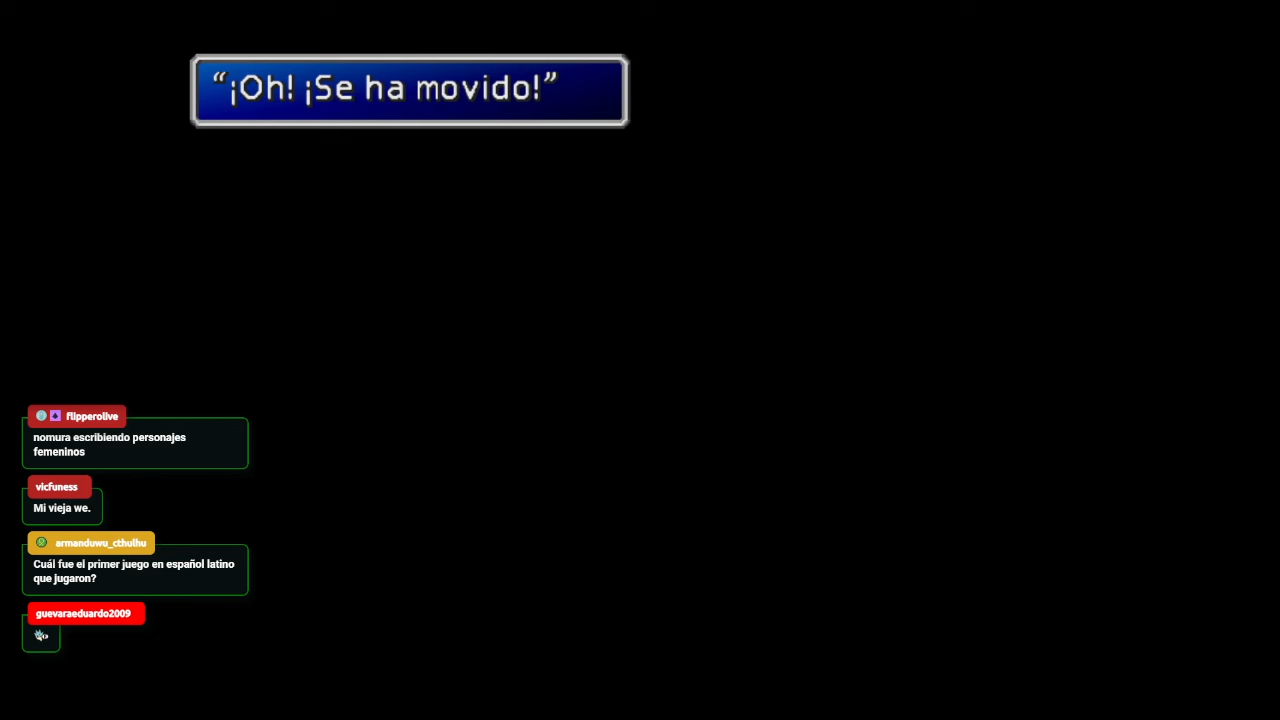 “¡Oh! ¡Se ha movido!”
flipperolive
nomura escribiendo personajes
femeninos
vicfuness
Mi vieja we.
armanduwu_cthulhu
Cuál fue el primer juego en español latino
que jugaron?
guevaraeduardo2009